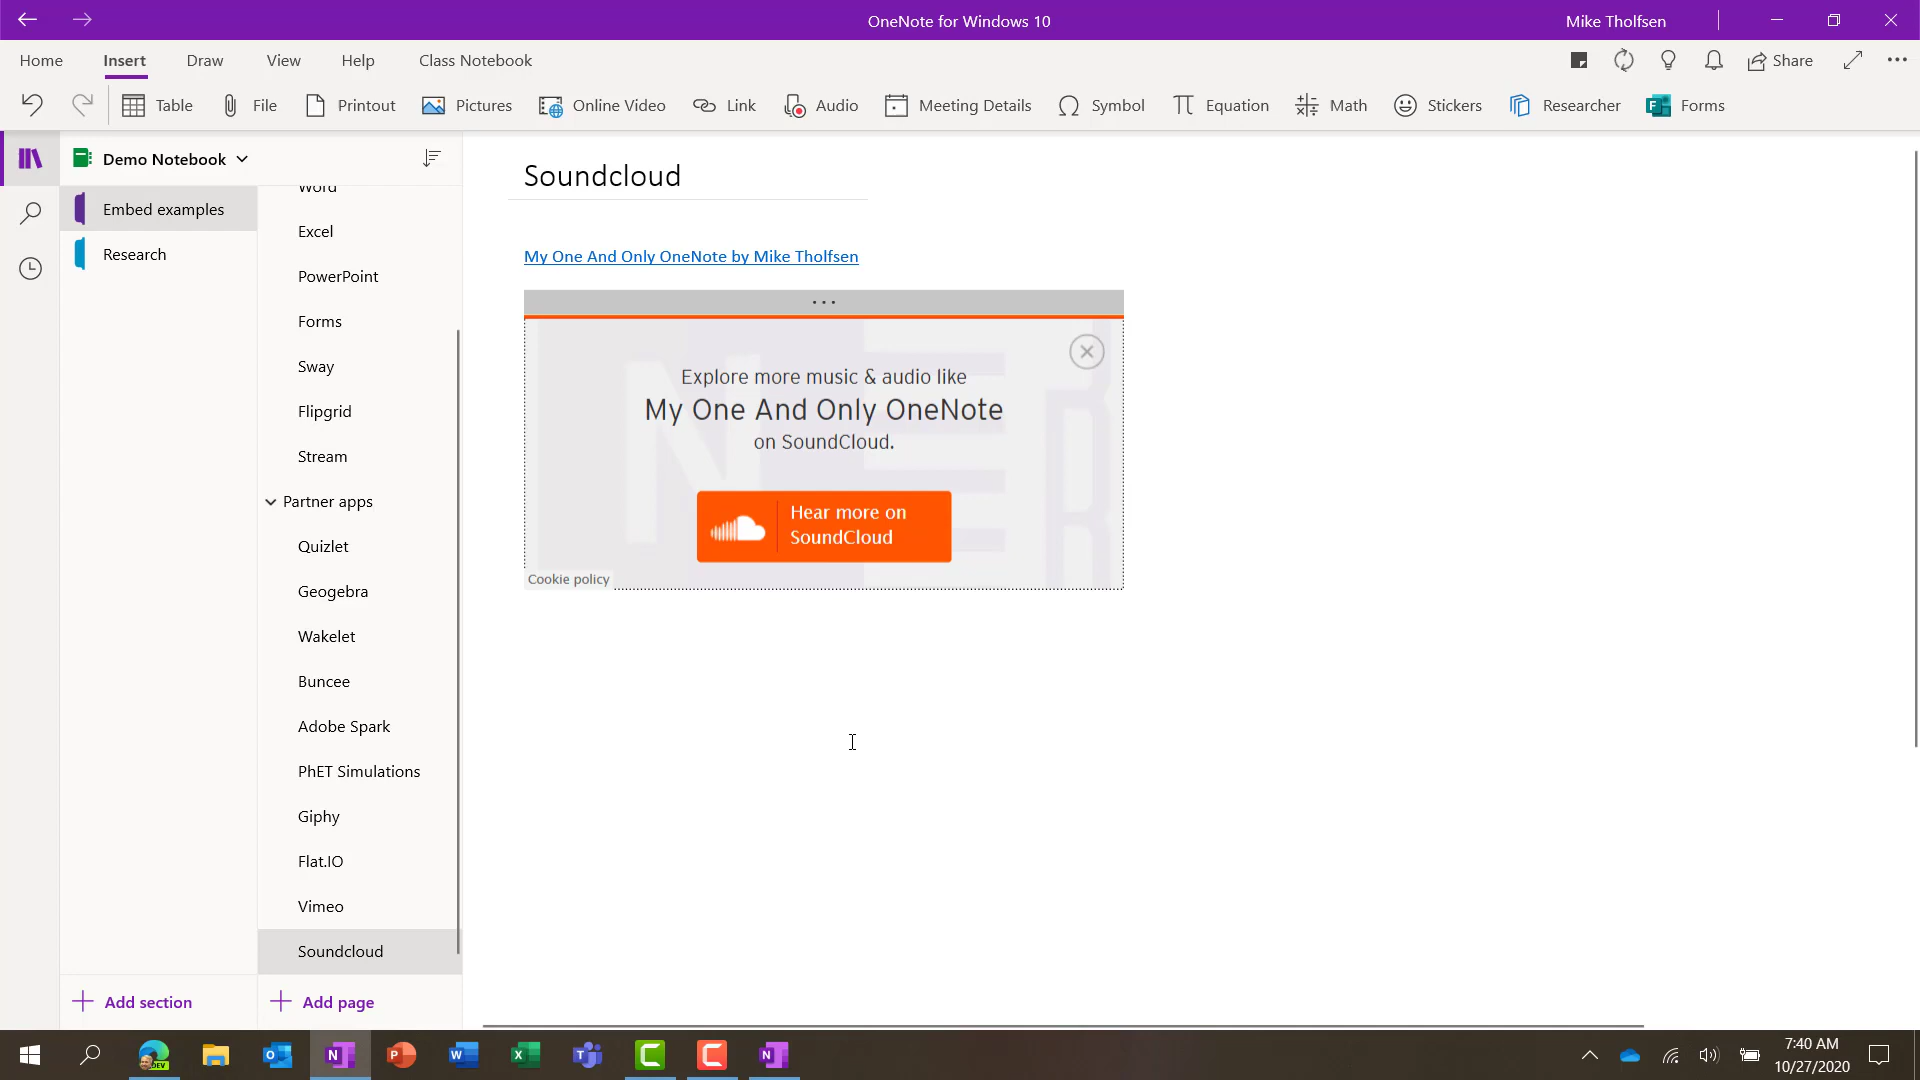 OneNote for Windows 10
Mike Tholfsen
Home
Insert
Draw
View
Help
Class Notebook
Share
Table
File
Printout
Pictures
Online Video
Link
Audio
Meeting Details
Symbol
Equation
Math
Stickers
Researcher
Forms
Demo Notebook
Embed examples
Research
Word
Excel
PowerPoint
Forms
Sway
Flipgrid
Stream
Partner apps
Quizlet
Geogebra
Wakelet
Buncee
Adobe Spark
PhET Simulations
Giphy
Flat.IO
Vimeo
Soundcloud
Add section
Add page
Soundcloud
My One And Only OneNote by Mike Tholfsen
Explore more music & audio like
My One And Only OneNote
on SoundCloud.
Hear more on
SoundCloud
Cookie policy
7:40 AM
10/27/2020